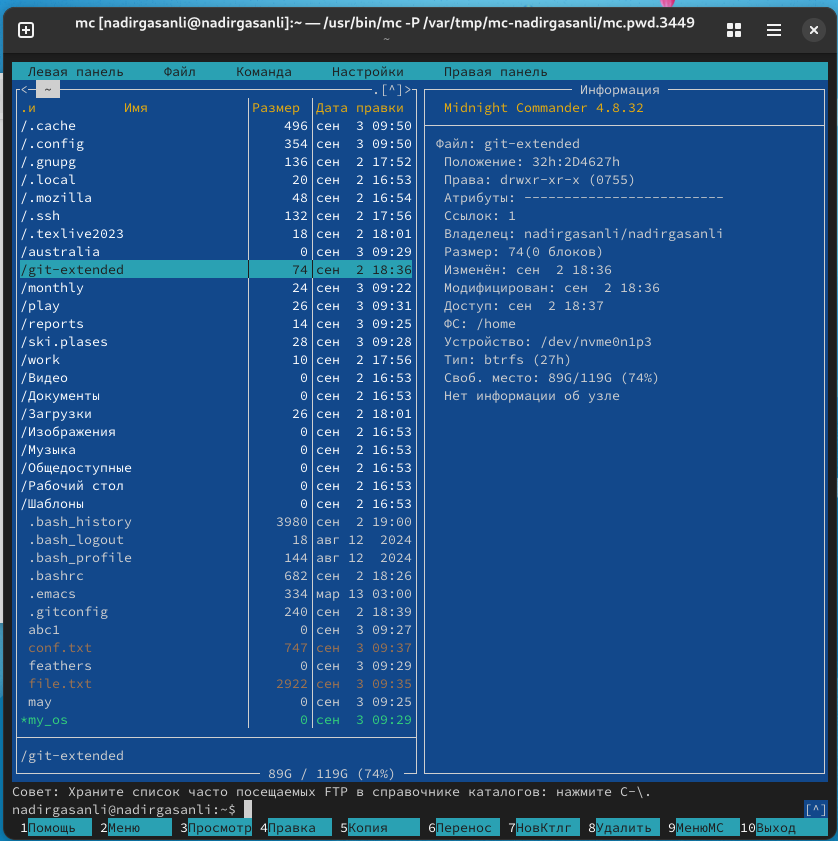 mc [nadirgasanli@nadirgasanli]:~ — /usr/bin/mc -P /var/tmp/mc-nadirgasanli/mc.pwd.3449
~
Левая панель Файл Команда Настройки Правая панель
<─ ~ ─.[^]>
.и Имя Размер Дата правки
/.cache 496 сен 3 09:50
/.config 354 сен 3 09:50
/.gnupg 136 сен 2 17:52
/.local 20 сен 2 16:53
/.mozilla 48 сен 2 16:54
/.ssh 132 сен 2 17:56
/.texlive2023 18 сен 2 18:01
/australia 0 сен 3 09:29
/git-extended 74 сен 2 18:36
/monthly 24 сен 3 09:22
/play 26 сен 3 09:31
/reports 14 сен 3 09:25
/ski.plases 28 сен 3 09:28
/work 10 сен 2 17:56
/Видео 0 сен 2 16:53
/Документы 0 сен 2 16:53
/Загрузки 26 сен 2 18:01
/Изображения 0 сен 2 16:53
/Музыка 0 сен 2 16:53
/Общедоступные 0 сен 2 16:53
/Рабочий стол 0 сен 2 16:53
/Шаблоны 0 сен 2 16:53
.bash_history 3980 сен 2 19:00
.bash_logout 18 авг 12 2024
.bash_profile 144 авг 12 2024
.bashrc 682 сен 2 18:26
.emacs 334 мар 13 03:00
.gitconfig 240 сен 2 18:39
abc1 0 сен 3 09:27
conf.txt 747 сен 3 09:37
feathers 0 сен 3 09:29
file.txt 2922 сен 3 09:35
may 0 сен 3 09:25
*my_os 0 сен 3 09:29
/git-extended
89G / 119G (74%)
Информация
Midnight Commander 4.8.32
Файл: git-extended
Положение: 32h:2D4627h
Права: drwxr-xr-x (0755)
Атрибуты: -------------------------
Ссылок: 1
Владелец: nadirgasanli/nadirgasanli
Размер: 74(0 блоков)
Изменён: сен 2 18:36
Модифицирован: сен 2 18:36
Доступ: сен 2 18:37
ФС: /home
Устройство: /dev/nvme0n1p3
Тип: btrfs (27h)
Своб. место: 89G/119G (74%)
Нет информации об узле
Совет: Храните список часто посещаемых FTP в справочнике каталогов: нажмите C-\.
nadirgasanli@nadirgasanli:~$ [^]
1Помощь 2Меню 3Просмотр 4Правка 5Копия 6Перенос 7НовКтлг 8Удалить 9МенюМС 10Выход